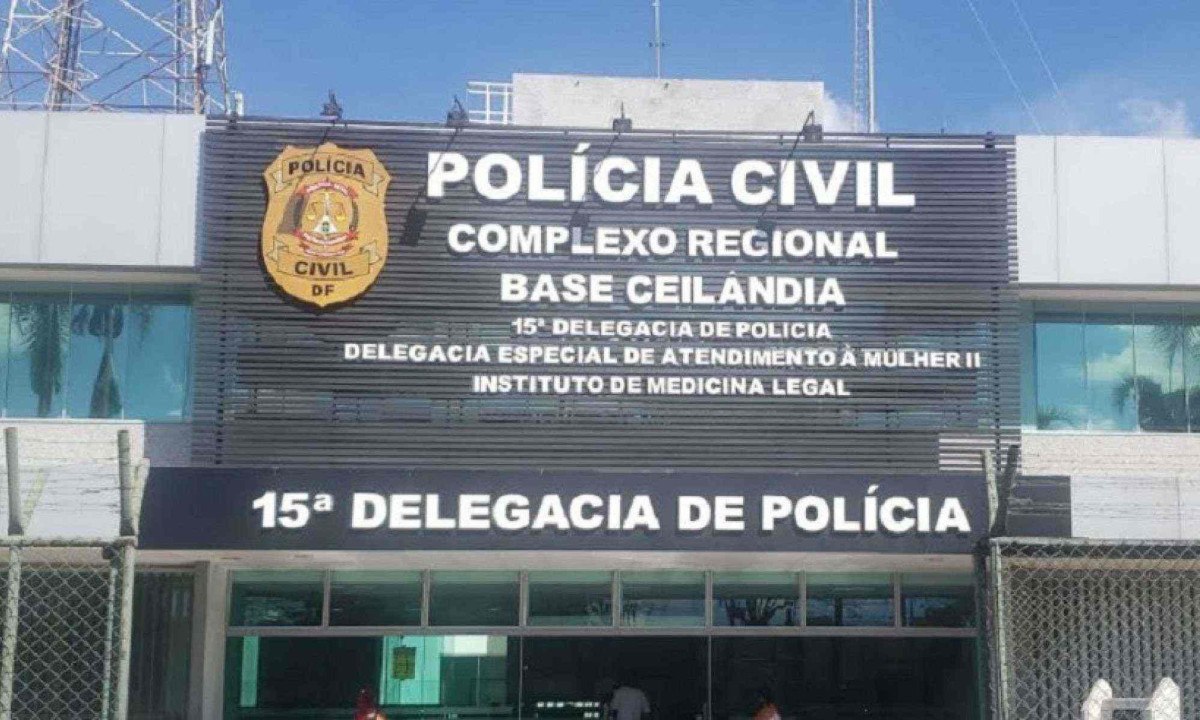 POLÍCIA
CIVIL
DF
POLÍCIA CIVIL
COMPLEXO REGIONAL
BASE CEILÂNDIA
15ª DELEGACIA DE POLICIA
DELEGACIA ESPECIAL DE ATENDIMENTO À MULHER II
INSTITUTO DE MEDICINA LEGAL
15ª DELEGACIA DE POLÍCIA